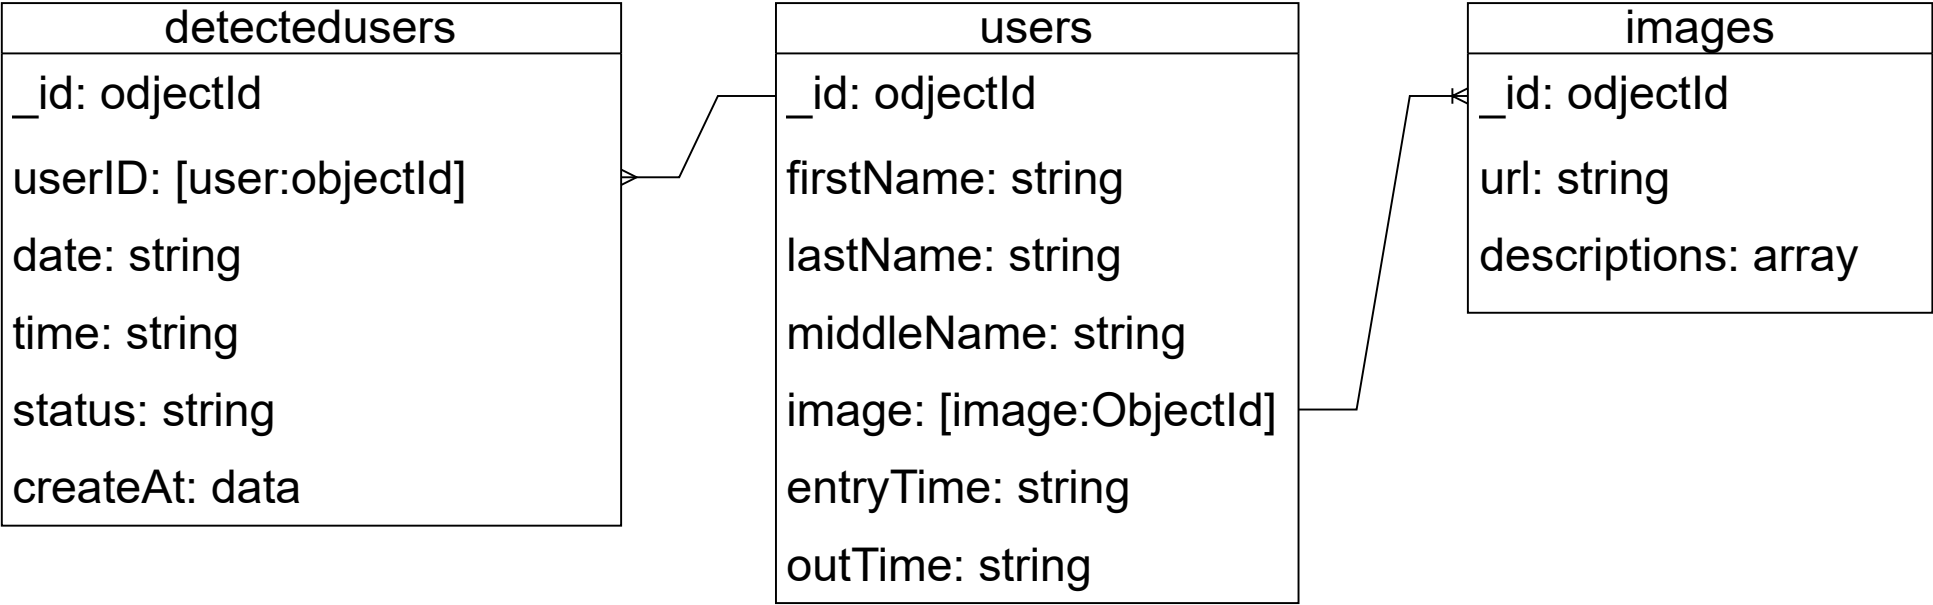 detectedusers
_id: odjectId
userID: [user:objectId]
date: string
time: string
status: string
createAt: data
users
_id: odjectId
firstName: string
lastName: string
middleName: string
image: [image:ObjectId]
entryTime: string
outTime: string
images
_id: odjectId
url: string
descriptions: array